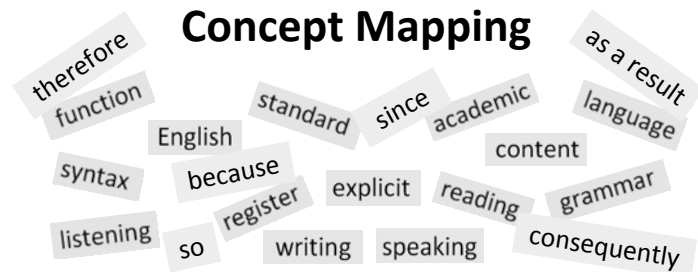 Concept Mapping
therefore
as a result
function
standard
since
academic
language
English
content
syntax
because
explicit
reading
grammar
register
listening
so
writing
speaking
consequently